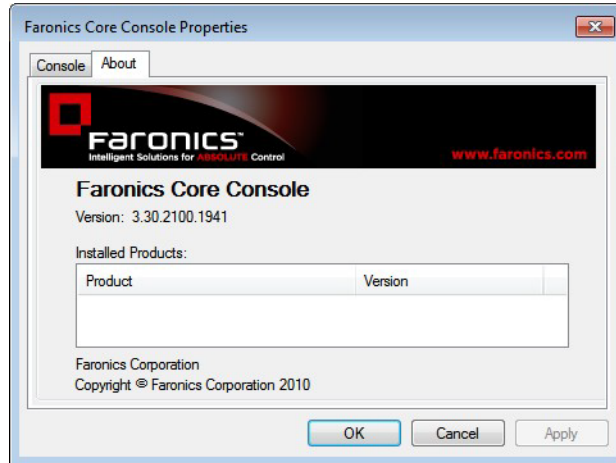 Faronics Core Console Properties
Console About
FARONICS™
Intelligent Solutions for ABSOLUTE Control
www.faronics.com
Faronics Core Console
Version: 3.30.2100.1941
Installed Products:
Product Version
Faronics Corporation
Copyright © Faronics Corporation 2010
OK Cancel Apply